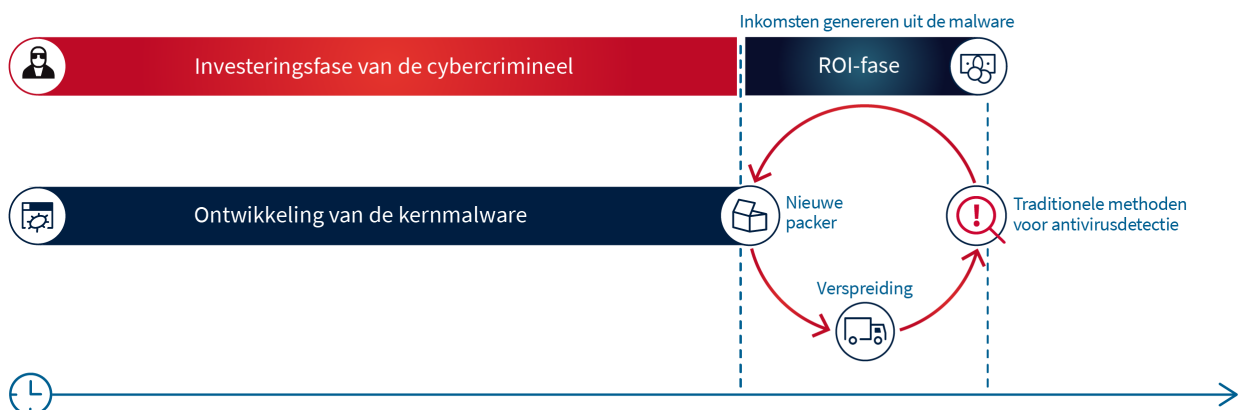 Inkomsten genereren uit de malware
Investeringsfase van de cybercrimineel
ROI-fase
Ontwikkeling van de kernmalware
Nieuwe
packer
Traditionele methoden
voor antivirusdetectie
Verspreiding